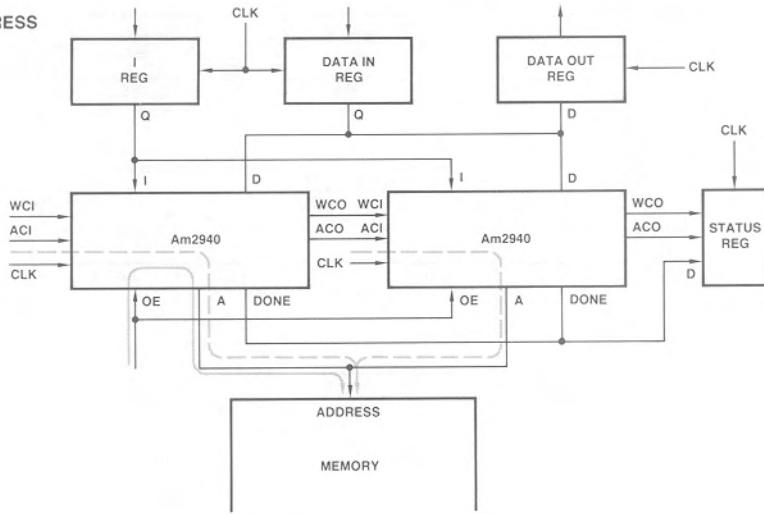 RESS
CLK
I
REG
DATA IN
REG
DATA OUT
REG
CLK
Q
Q
D
CLK
I
D
I
D
WCI
ACI
CLK
Am2940
WCO
WCI
ACO
ACI
CLK
Am2940
WCO
ACO
STATUS
REG
D
OE
A
DONE
OE
A
DONE
ADDRESS
MEMORY